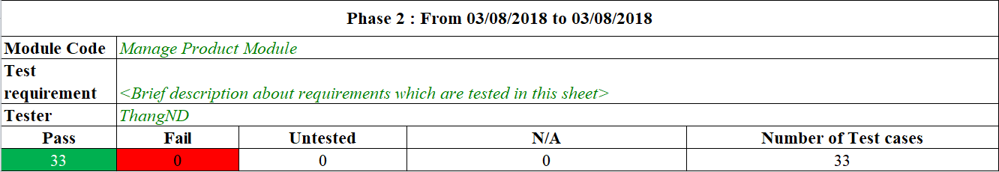 Phase 2 : From 03/08/2018 to 03/08/2018
Module Code Manage Product Module
Test
requirement <Brief description about requirements which are tested in this sheet>
Tester ThangND
Pass Fail Untested N/A Number of Test cases
33 0 0 0 33